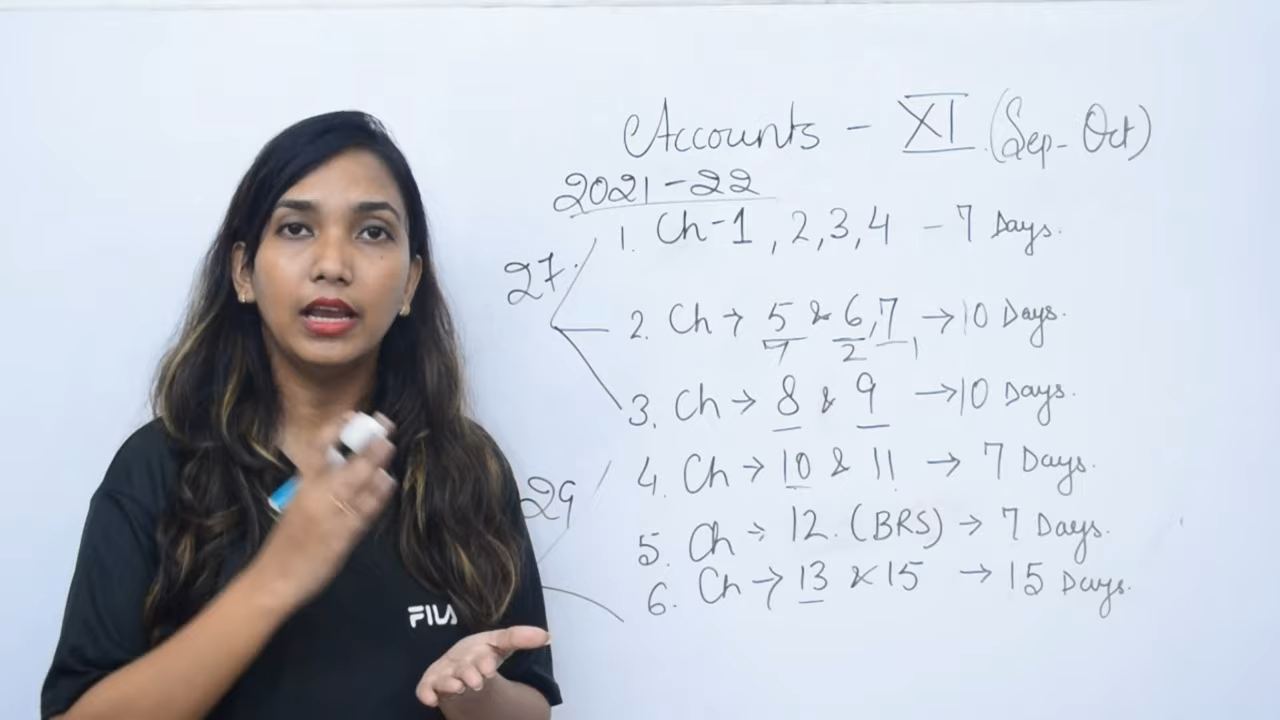 Accounts - XI (Sep-Oct)
2021-22
1. Ch-1, 2, 3, 4 - 7 Days.
27.
2. Ch → 5 & 6, 7 → 10 Days.
7 2 1
3. Ch → 8 & 9 → 10 Days.
4. Ch → 10 & 11 → 7 Days.
29
5. Ch → 12. (BRS) → 7 Days.
6. Ch → 13 & 15 → 15 Days.
FILA